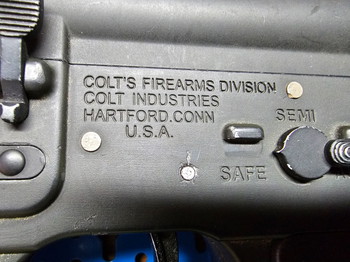 COLT'S FIREARMS DIVISION
COLT INDUSTRIES
HARTFORD.CONN
U.S.A.
SEMI
SAFE